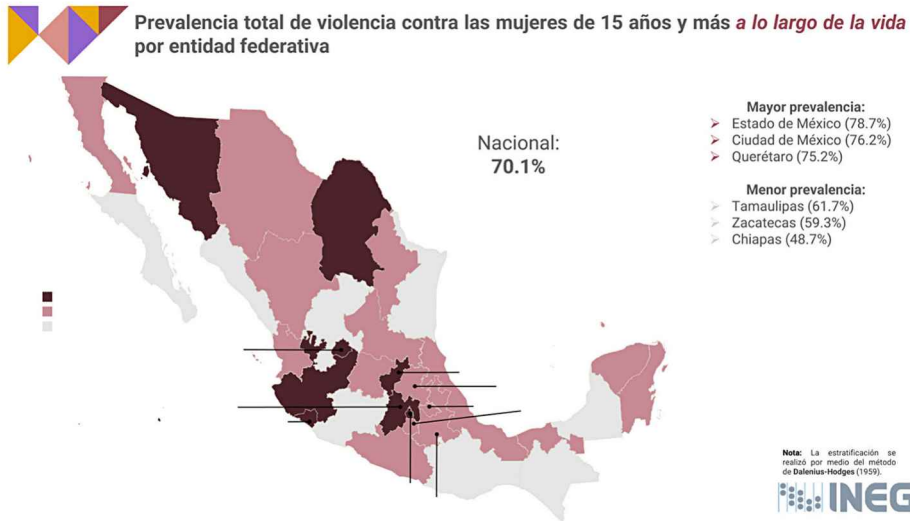 Prevalencia total de violencia contra las mujeres de 15 años y más a lo largo de la vida
por entidad federativa
Nacional:
70.1%
Mayor prevalencia:
Estado de México (78.7%)
Ciudad de México (76.2%)
Querétaro (75.2%)
Menor prevalencia:
Tamaulipas (61.7%)
Zacatecas (59.3%)
Chiapas (48.7%)
Nota: La estratificación se
realizó por medio del método
de Dalenius-Hodges (1959).
INEG